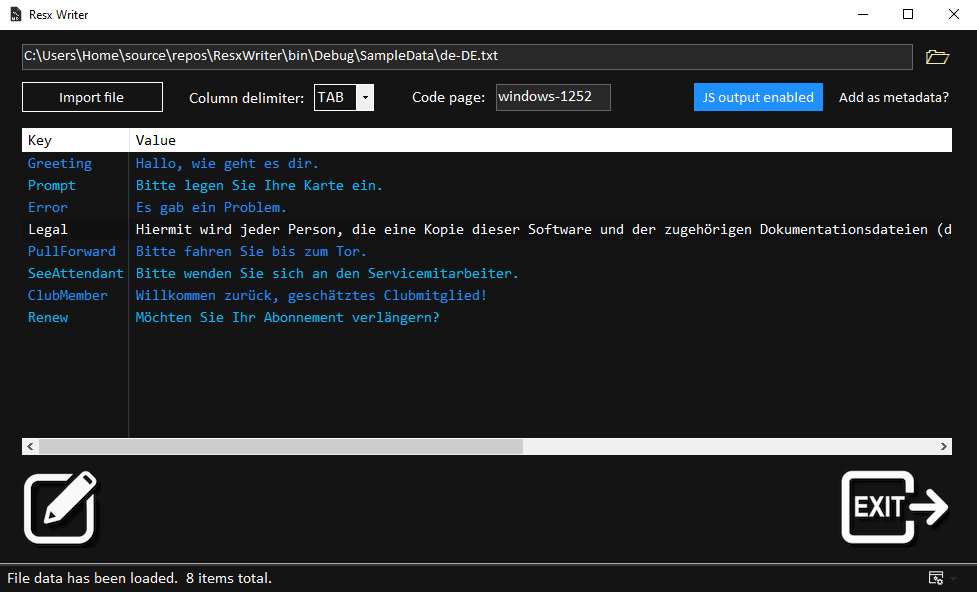 Resx Writer
C:\Users\Home\source\repos\ResxWriter\bin\Debug\SampleData\de-DE.txt
Import file Column delimiter: TAB Code page: windows-1252 JS output enabled Add as metadata?
Key Value
Greeting Hallo, wie geht es dir.
Prompt Bitte legen Sie Ihre Karte ein.
Error Es gab ein Problem.
Legal Hiermit wird jeder Person, die eine Kopie dieser Software und der zugehörigen Dokumentationsdateien (d
PullForward Bitte fahren Sie bis zum Tor.
SeeAttendant Bitte wenden Sie sich an den Servicemitarbeiter.
ClubMember Willkommen zurück, geschätztes Clubmitglied!
Renew Möchten Sie Ihr Abonnement verlängern?
EXIT
File data has been loaded. 8 items total.